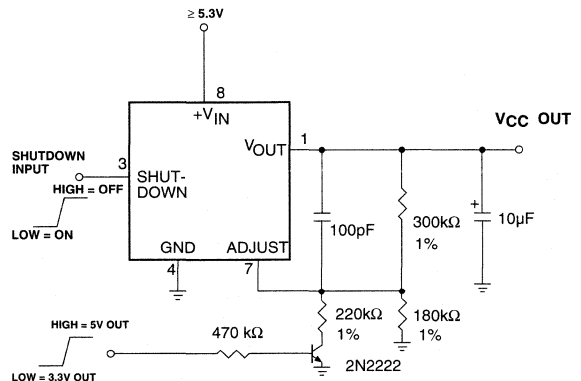 ≥ 5.3V
8
+VIN
VCC OUT
1
VOUT
SHUTDOWN
INPUT
3
SHUT-
DOWN
HIGH = OFF
LOW = ON
100pF
300kΩ
1%
+
10µF
GND
ADJUST
4
7
220kΩ
1%
180kΩ
1%
HIGH = 5V OUT
470 kΩ
2N2222
LOW = 3.3V OUT